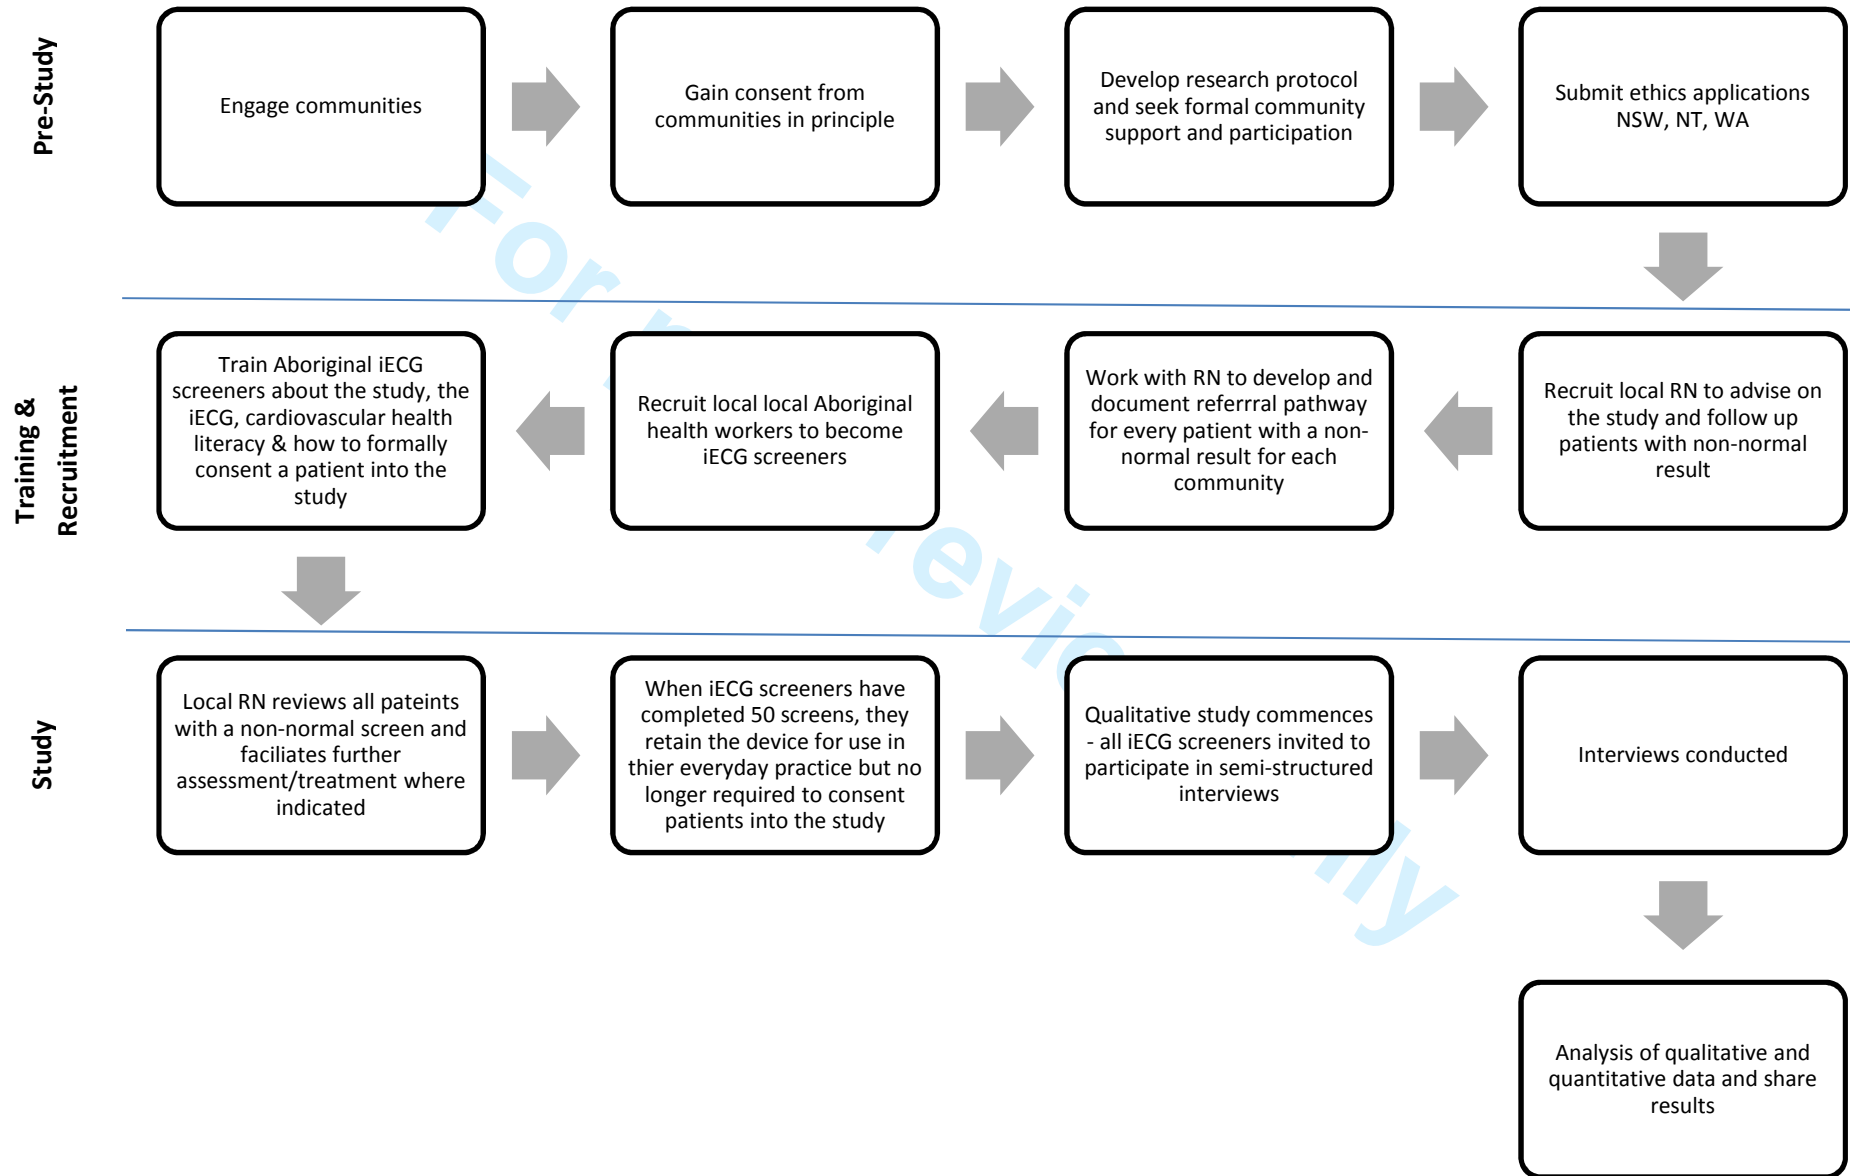 Pre-Study
Engage communities
Gain consent from
communities in principle
Develop research protocol
and seek formal community
support and participation
Submit ethics applications
NSW, NT, WA
Training &
Recruitment
Train Aboriginal iECG
screeners about the study, the
iECG, cardiovascular health
literacy & how to formally
consent a patient into the
study
Recruit local local Aboriginal
health workers to become
iECG screeners
Work with RN to develop and
document referrral pathway
for every patient with a non-
normal result for each
community
Recruit local RN to advise on
the study and follow up
patients with non-normal
result
Study
Local RN reviews all pateints
with a non-normal screen and
faciliates further
assessment/treatment where
indicated
When iECG screeners have
completed 50 screens, they
retain the device for use in
thier everyday practice but no
longer required to consent
patients into the study
Qualitative study commences
- all iECG screeners invited to
participate in semi-structured
interviews
Interviews conducted
Analysis of qualitative and
quantitative data and share
results
For